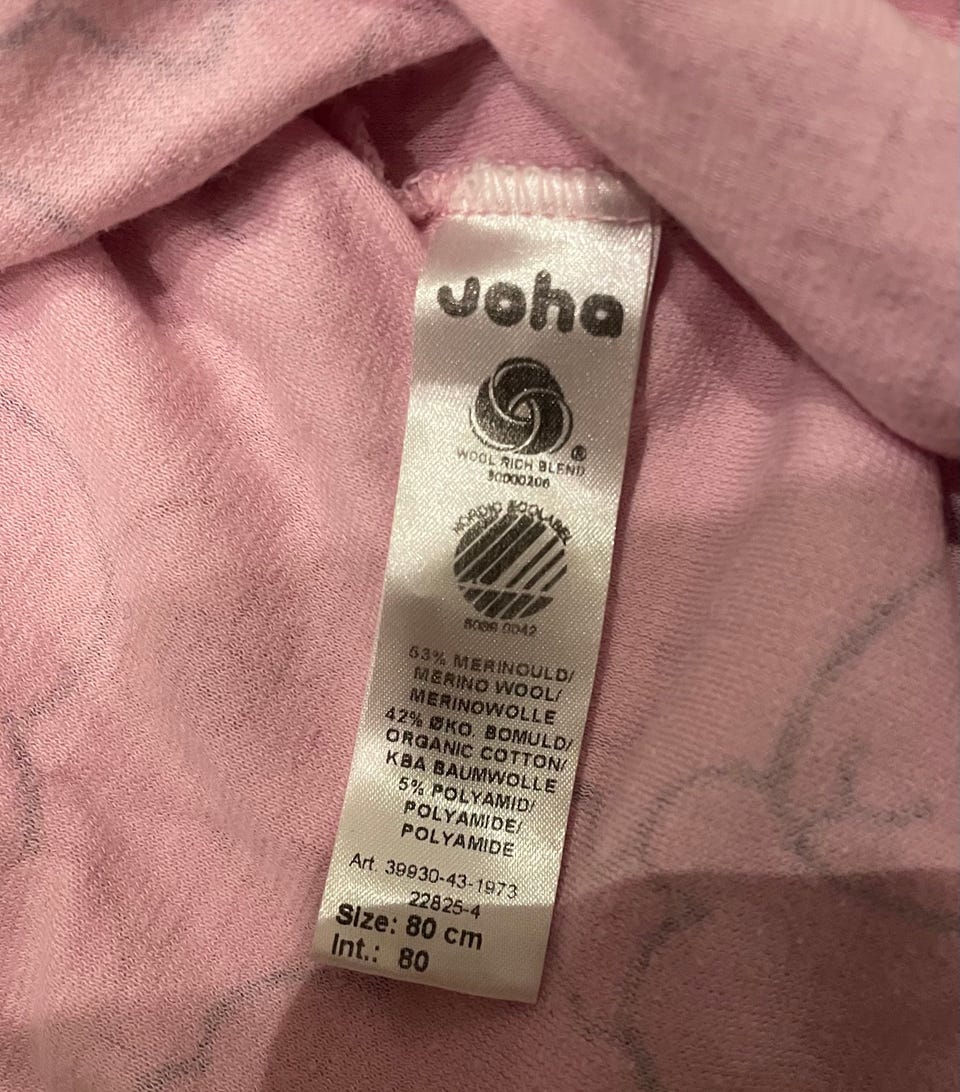 Joha
WOOL RICH BLEND
30000206
NORDIC ECOLABEL
5039 0042
53% MERINOULD/
MERINO WOOL/
MERINOWOLLE
42% ØKO. BOMULD/
ORGANIC COTTON/
KBA BAUMWOLLE
5% POLYAMID/
POLYAMIDE/
POLYAMIDE
Art. 39930-43-1973
22825-4
Size: 80 cm
Int.: 80